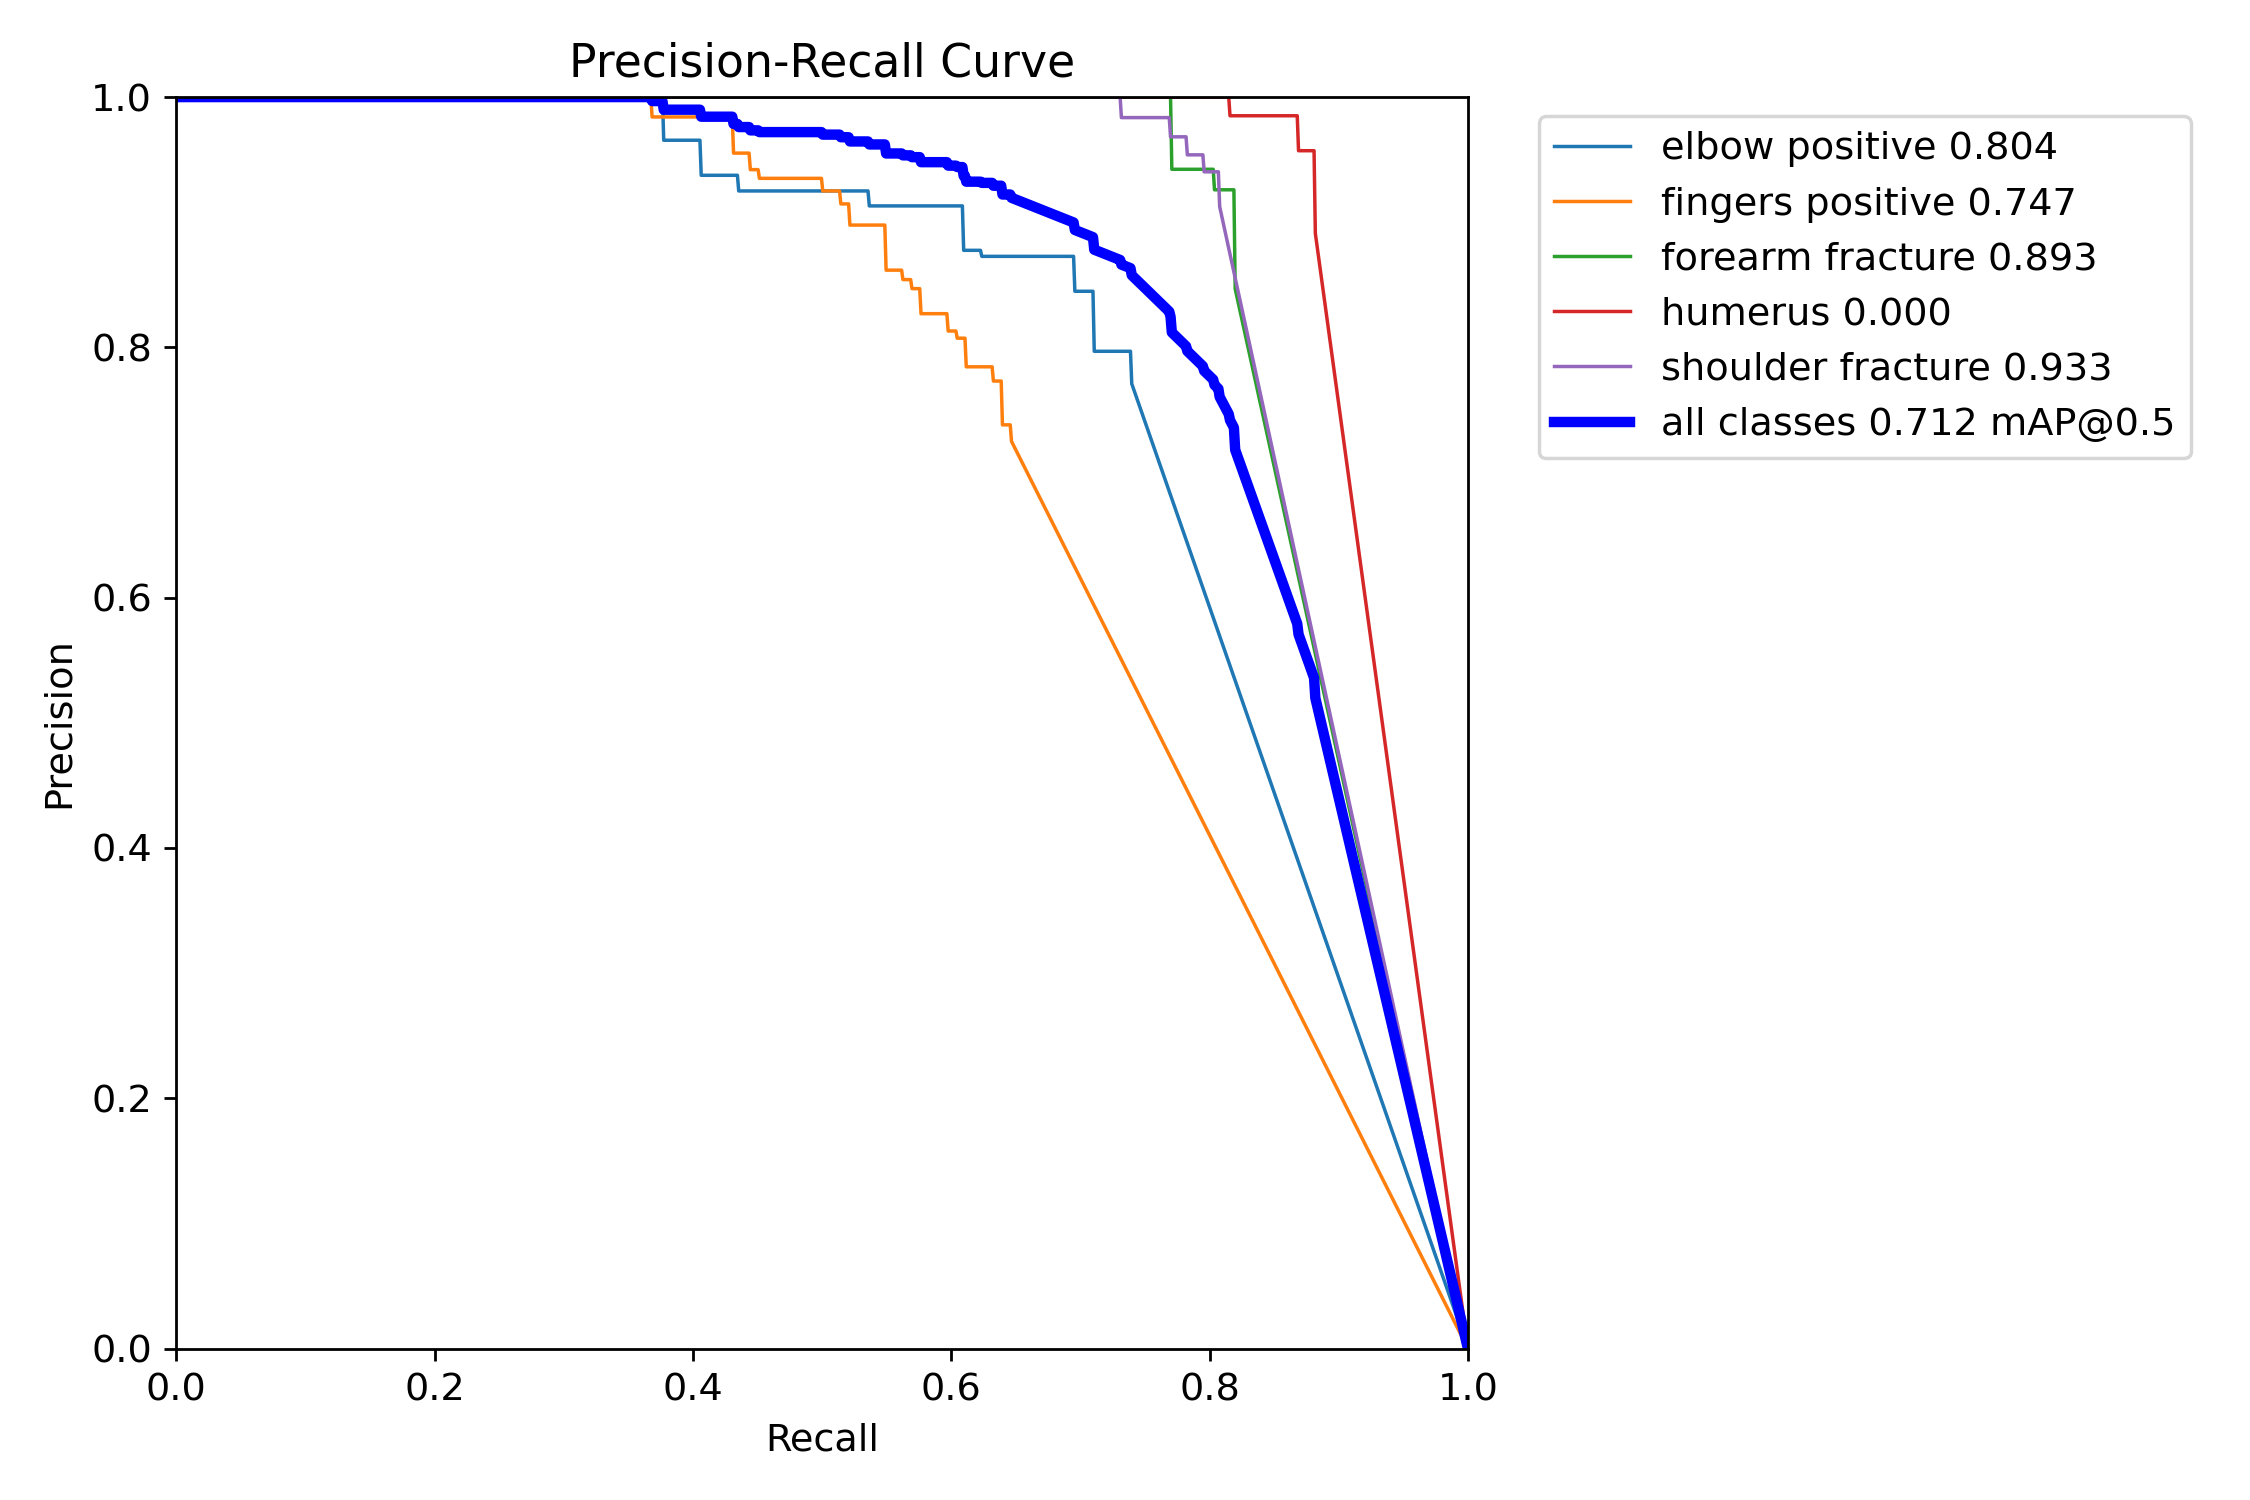 Precision-Recall Curve
1.0
0.8
0.6
0.4
0.2
0.0
Precision
0.0 0.2 0.4 0.6 0.8 1.0
Recall
elbow positive 0.804
fingers positive 0.747
forearm fracture 0.893
humerus 0.000
shoulder fracture 0.933
all classes 0.712 mAP@0.5